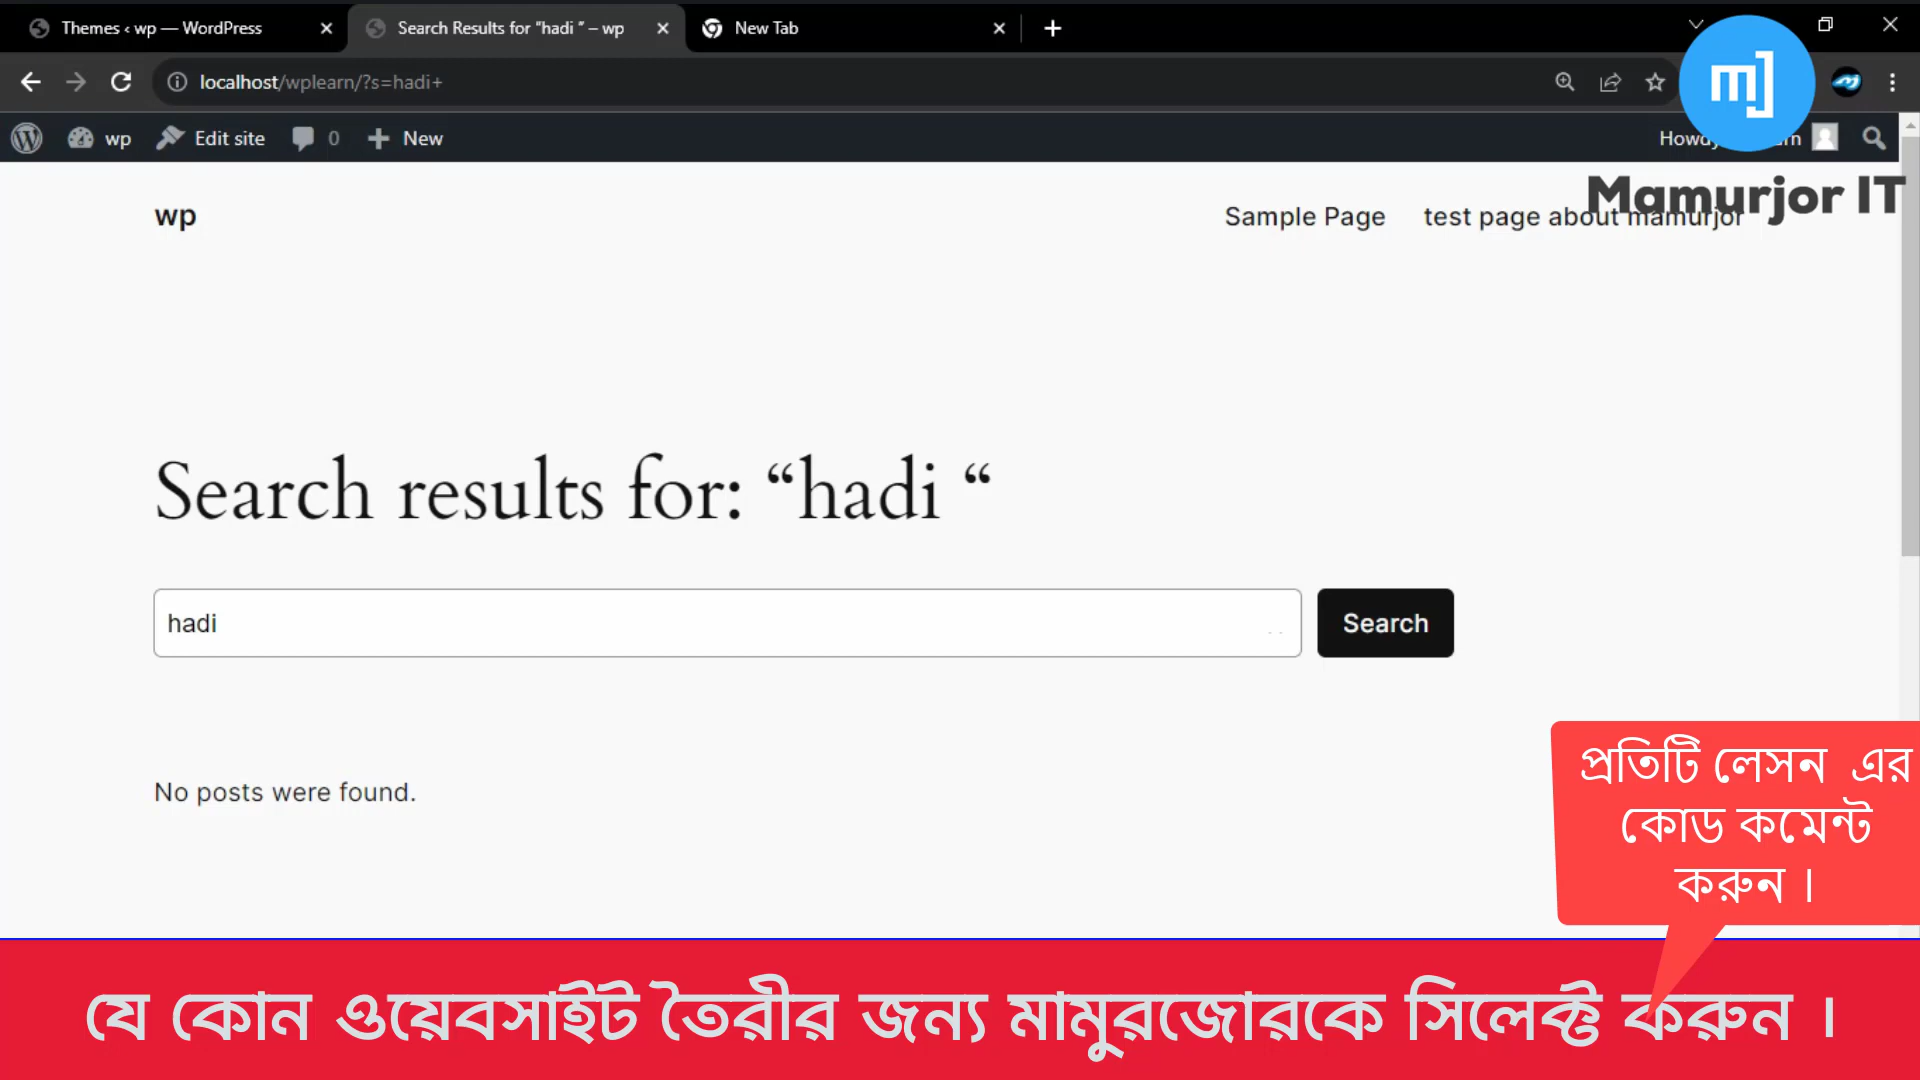 Themes ‹ wp — WordPress
Search Results for “hadi ” – wp
New Tab
localhost/wplearn/?s=hadi+
wp
Edit site
0
New
mj
wp
Sample Page
test page about mamurjor
Mamurjor IT
Search results for: “hadi “
hadi
Search
No posts were found.
প্রতিটি লেসন এর
কোড কমেন্ট
করুন ।
যে কোন ওয়েবসাইট তৈরীর জন্য মামুরজোরকে সিলেক্ট করুন ।